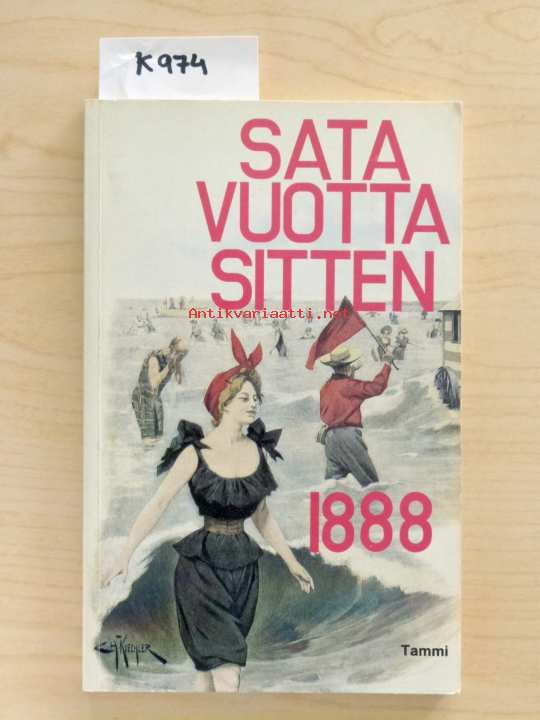 K974
SATA
VUOTTA
SITTEN
Antikvariaatti.net
1888
Tammi